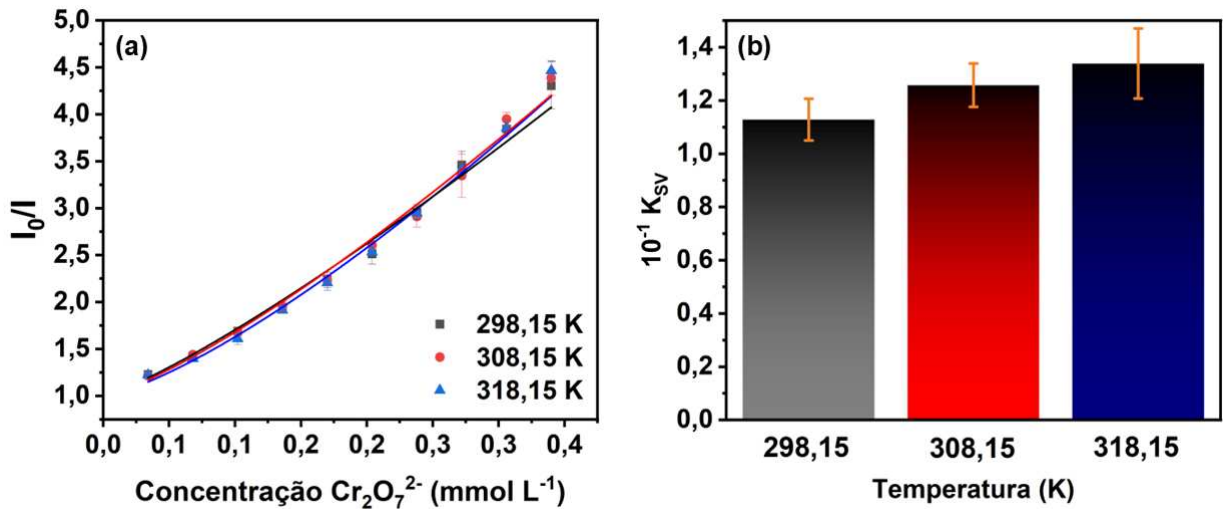 (a)
I₀/I
5,0
4,5
4,0
3,5
3,0
2,5
2,0
1,5
1,0
298,15 K
308,15 K
318,15 K
0,0 0,1 0,1 0,2 0,2 0,3 0,3 0,4
Concentração Cr₂O₇²⁻ (mmol L⁻¹)
(b)
10⁻¹ K_SV
1,4
1,2
1,0
0,8
0,6
0,4
0,2
0,0
298,15 308,15 318,15
Temperatura (K)